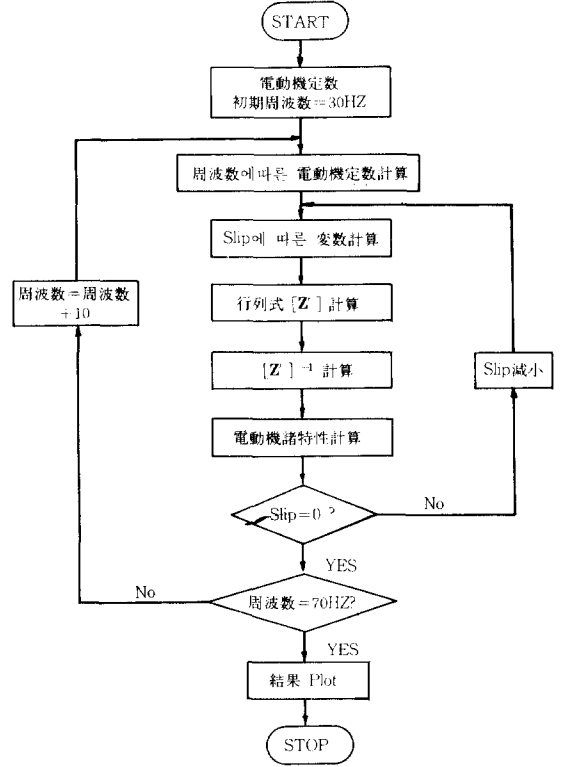 START
電動機定数
初期周波数=30HZ
周波数에따른 電動機定数計算
Slip에 따른 変数計算
行列式 [Z′] 計算
[Z′]⁻¹ 計算
電動機諸特性計算
Slip=0 ?
No
Slip減小
YES
周波数=70HZ?
No
周波数=周波数
+10
YES
結果 Plot
STOP